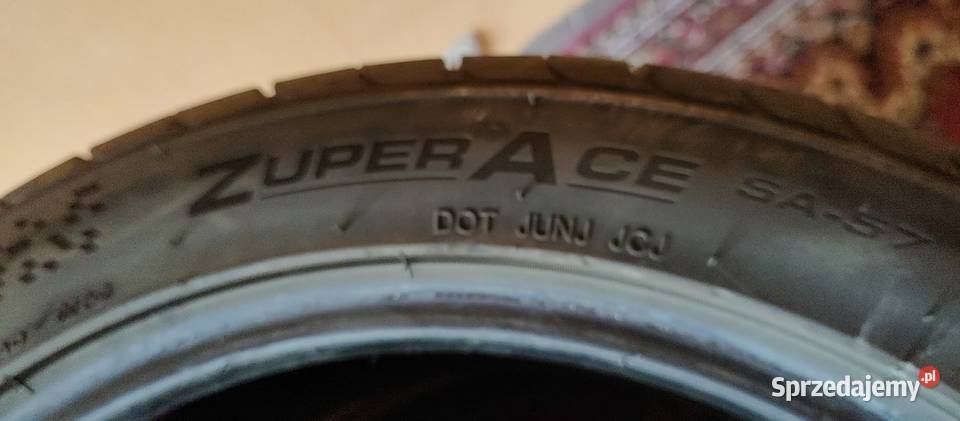 ZUPERACE SA-57
DOT JUNJ JCJ
Sprzedajemy.pl